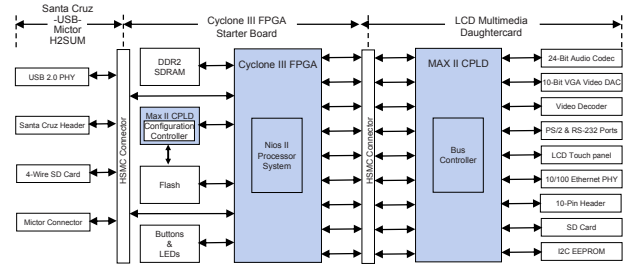 Santa Cruz
-USB-
Mictor
H2SUM
Cyclone III FPGA
Starter Board
LCD Multimedia
Daughtercard
USB 2.0 PHY
Santa Cruz Header
4-Wire SD Card
Mictor Connector
HSMC Connector
DDR2
SDRAM
Max II CPLD
Configuration
Controller
Flash
Buttons
&
LEDs
Cyclone III FPGA
Nios II
Processor
System
HSMC Connector
MAX II CPLD
Bus
Controller
24-Bit Audio Codec
10-Bit VGA Video DAC
Video Decoder
PS/2 & RS-232 Ports
LCD Touch panel
10/100 Ethernet PHY
10-Pin Header
SD Card
I2C EEPROM